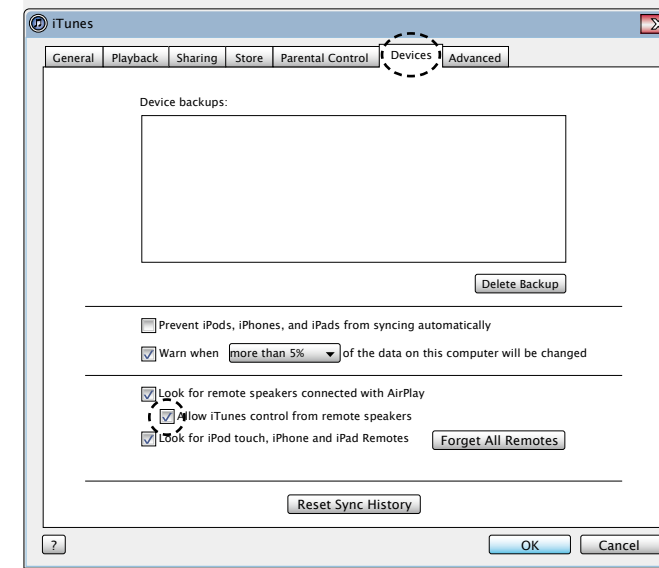 iTunes
General Playback Sharing Store Parental Control Devices Advanced
Device backups:
Delete Backup
Prevent iPods, iPhones, and iPads from syncing automatically
Warn when more than 5% of the data on this computer will be changed
Look for remote speakers connected with AirPlay
Allow iTunes control from remote speakers
Look for iPod touch, iPhone and iPad Remotes Forget All Remotes
Reset Sync History
? OK Cancel